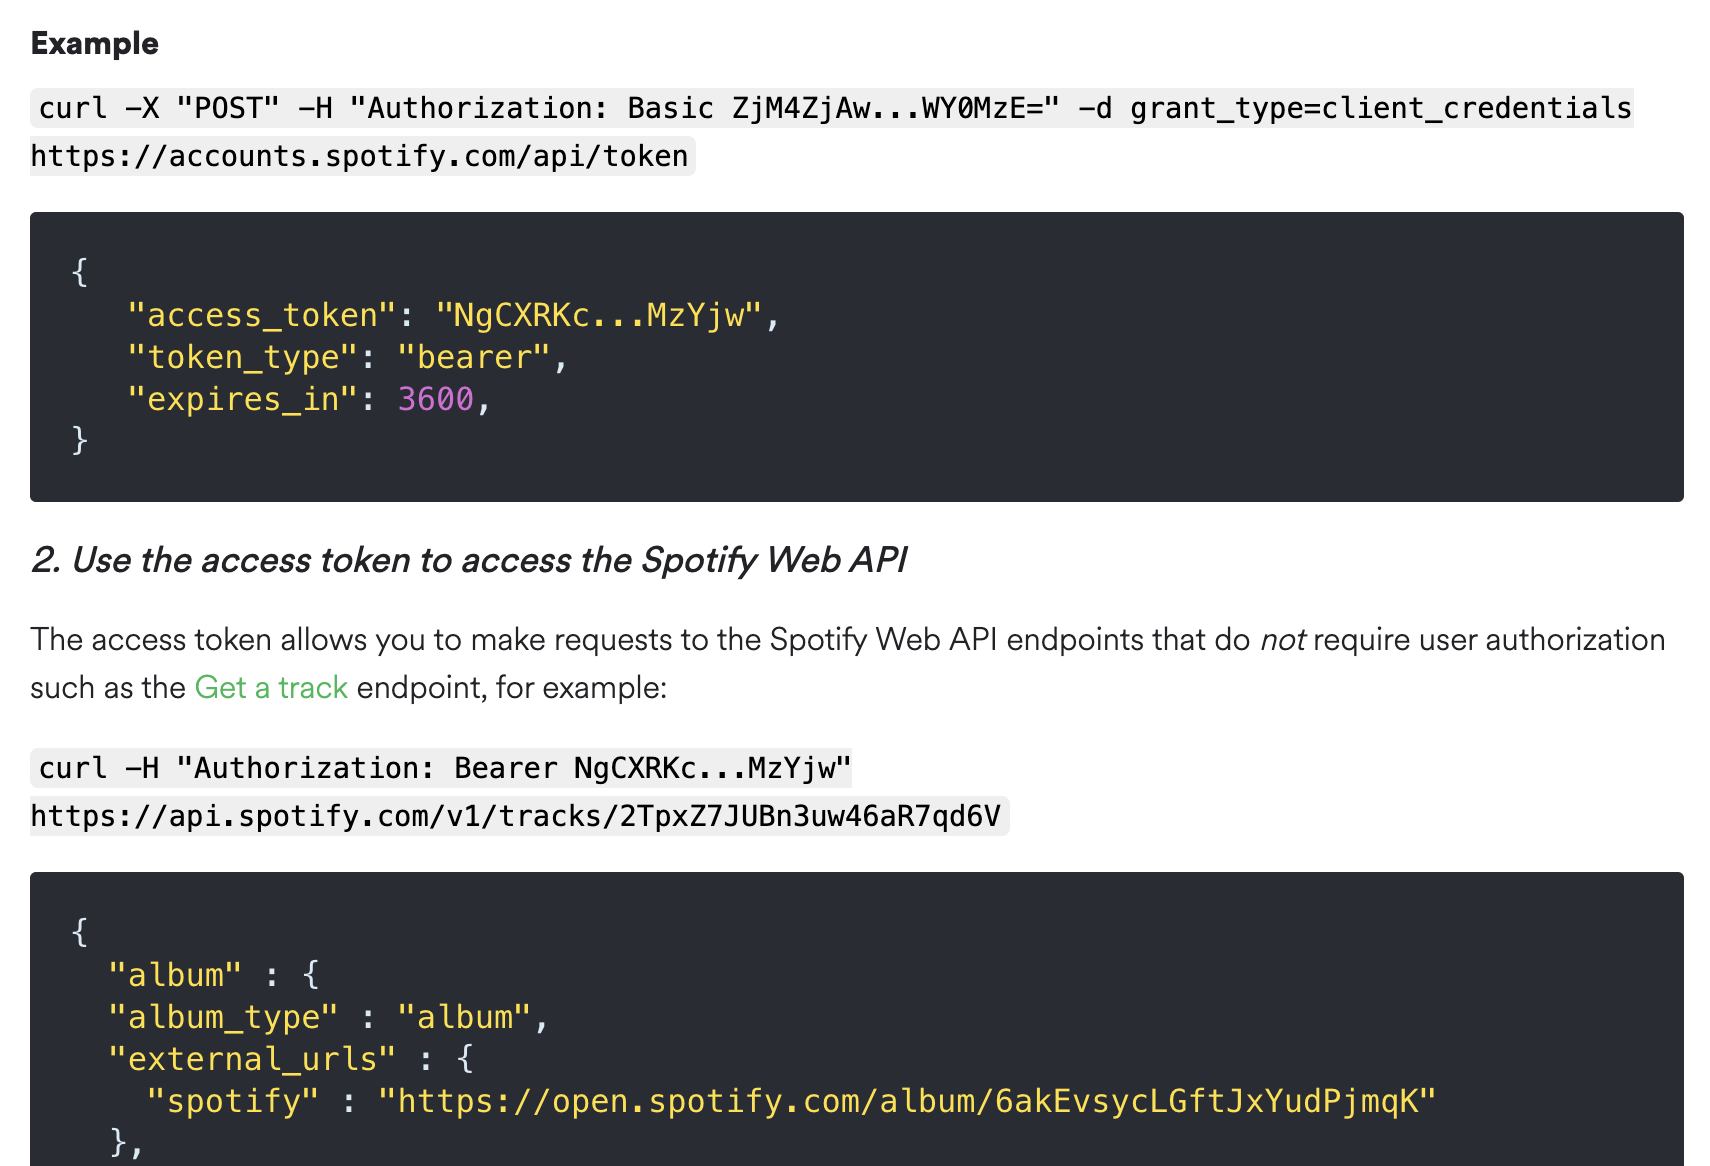 Example
curl -X "POST" -H "Authorization: Basic ZjM4ZjAw...WY0MzE=" -d grant_type=client_credentials
https://accounts.spotify.com/api/token
{
"access_token": "NgCXRKc...MzYjw",
"token_type": "bearer",
"expires_in": 3600,
}
2. Use the access token to access the Spotify Web API
The access token allows you to make requests to the Spotify Web API endpoints that do not require user authorization
such as the Get a track endpoint, for example:
curl -H "Authorization: Bearer NgCXRKc...MzYjw"
https://api.spotify.com/v1/tracks/2TpxZ7JUBn3uw46aR7qd6V
{
"album" : {
"album_type" : "album",
"external_urls" : {
"spotify" : "https://open.spotify.com/album/6akEvsycLGftJxYudPjmqK"
},